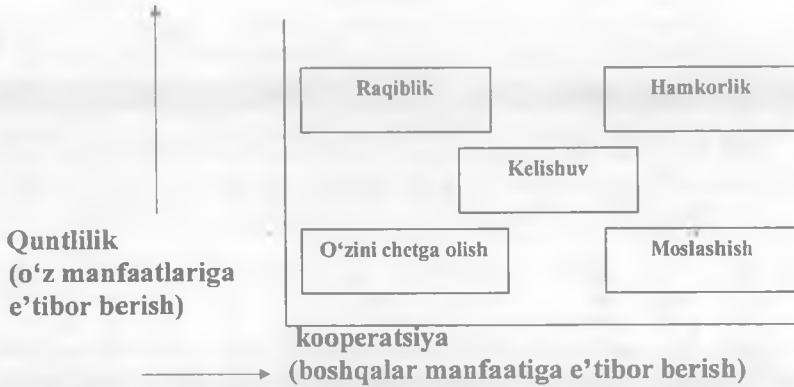 Raqiblik
Hamkorlik
Kelishuv
O‘zini chetga olish
Moslashish
Quntlilik
(o‘z manfaatlariga
e’tibor berish)
kooperatsiya
(boshqalar manfaatiga e’tibor berish)